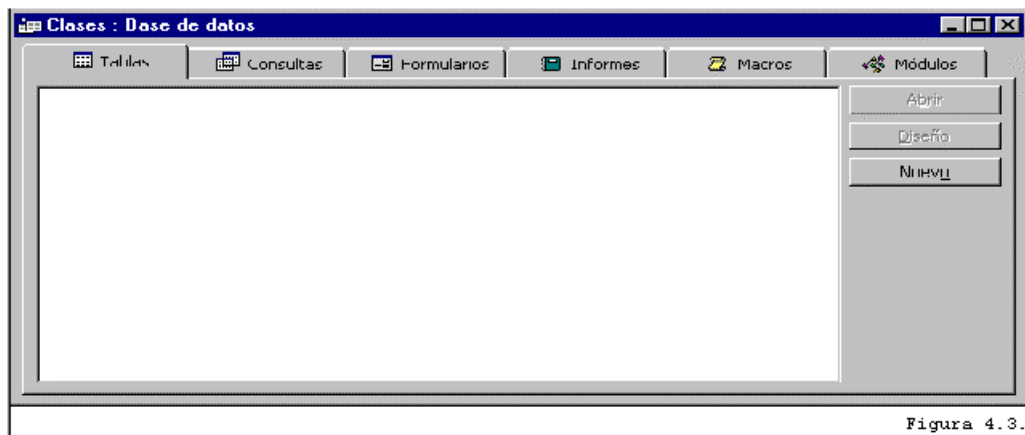 Clases : Base de datos
Tablas Consultas Formularios Informes Macros Módulos
Abrir
Diseño
Nuevo
Figura 4.3.